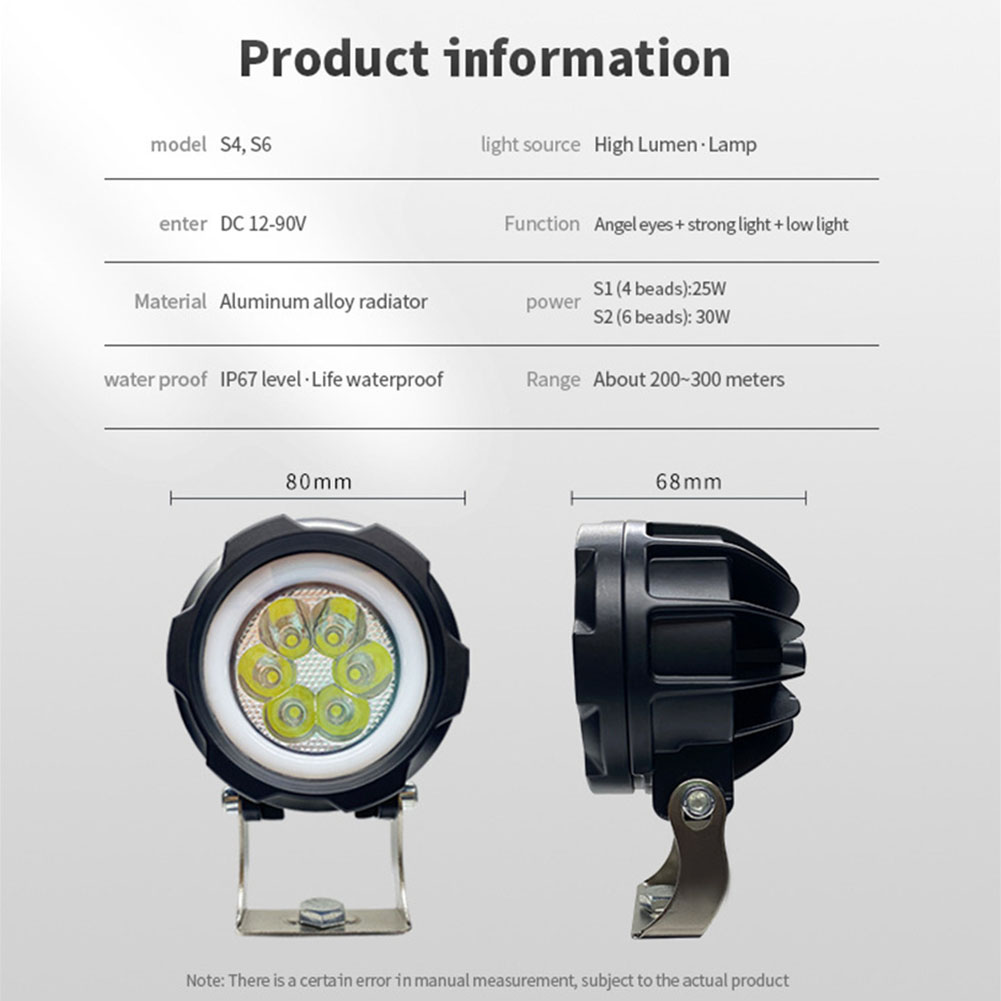 Product information
model S4, S6 light source High Lumen · Lamp
enter DC 12-90V Function Angel eyes + strong light + low light
Material Aluminum alloy radiator power S1 (4 beads):25W
S2 (6 beads): 30W
water proof IP67 level · Life waterproof Range About 200~300 meters
80mm 68mm
Note: There is a certain error in manual measurement, subject to the actual product